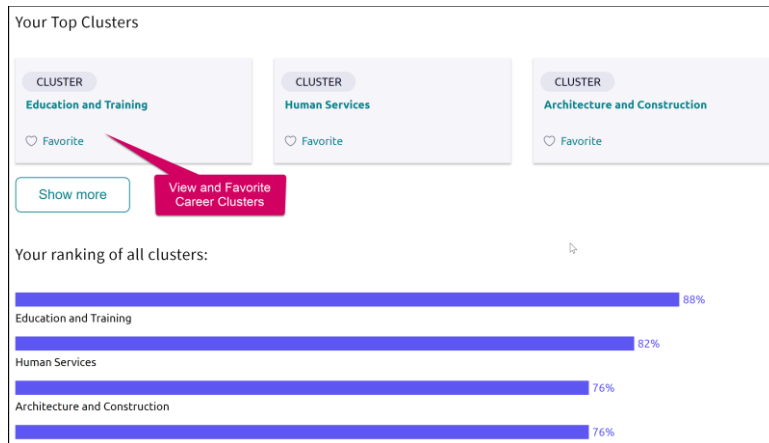 Your Top Clusters
CLUSTER
Education and Training
Favorite
CLUSTER
Human Services
Favorite
CLUSTER
Architecture and Construction
Favorite
Show more
View and Favorite
Career Clusters
Your ranking of all clusters:
88%
Education and Training
82%
Human Services
76%
Architecture and Construction
76%